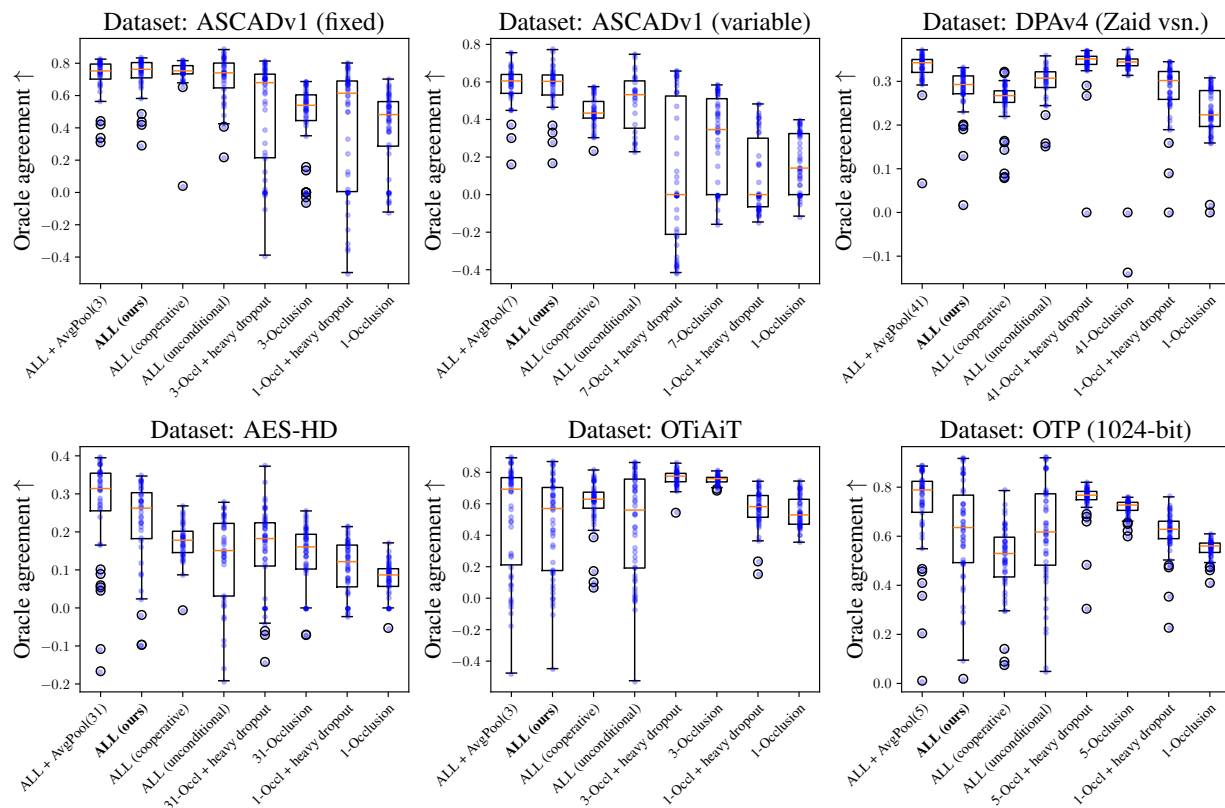 Dataset: ASCADv1 (fixed)
Oracle agreement ↑
0.8
0.6
0.4
0.2
0.0
−0.2
−0.4
ALL + AvgPool(3)
ALL (ours)
ALL (cooperative)
ALL (unconditional)
3-Occl + heavy dropout
3-Occlusion
1-Occl + heavy dropout
1-Occlusion
Dataset: ASCADv1 (variable)
Oracle agreement ↑
0.8
0.6
0.4
0.2
0.0
−0.2
−0.4
ALL + AvgPool(7)
ALL (ours)
ALL (cooperative)
ALL (unconditional)
7-Occl + heavy dropout
7-Occlusion
1-Occl + heavy dropout
1-Occlusion
Dataset: DPAv4 (Zaid vsn.)
Oracle agreement ↑
0.3
0.2
0.1
0.0
−0.1
ALL + AvgPool(41)
ALL (ours)
ALL (cooperative)
ALL (unconditional)
41-Occl + heavy dropout
41-Occlusion
1-Occl + heavy dropout
1-Occlusion
Dataset: AES-HD
Oracle agreement ↑
0.4
0.3
0.2
0.1
0.0
−0.1
−0.2
ALL + AvgPool(31)
ALL (ours)
ALL (cooperative)
ALL (unconditional)
31-Occl + heavy dropout
31-Occlusion
1-Occl + heavy dropout
1-Occlusion
Dataset: OTiAiT
Oracle agreement ↑
0.8
0.6
0.4
0.2
0.0
−0.2
−0.4
ALL + AvgPool(3)
ALL (ours)
ALL (cooperative)
ALL (unconditional)
3-Occl + heavy dropout
3-Occlusion
1-Occl + heavy dropout
1-Occlusion
Dataset: OTP (1024-bit)
Oracle agreement ↑
0.8
0.6
0.4
0.2
0.0
ALL + AvgPool(5)
ALL (ours)
ALL (cooperative)
ALL (unconditional)
5-Occl + heavy dropout
5-Occlusion
1-Occl + heavy dropout
1-Occlusion